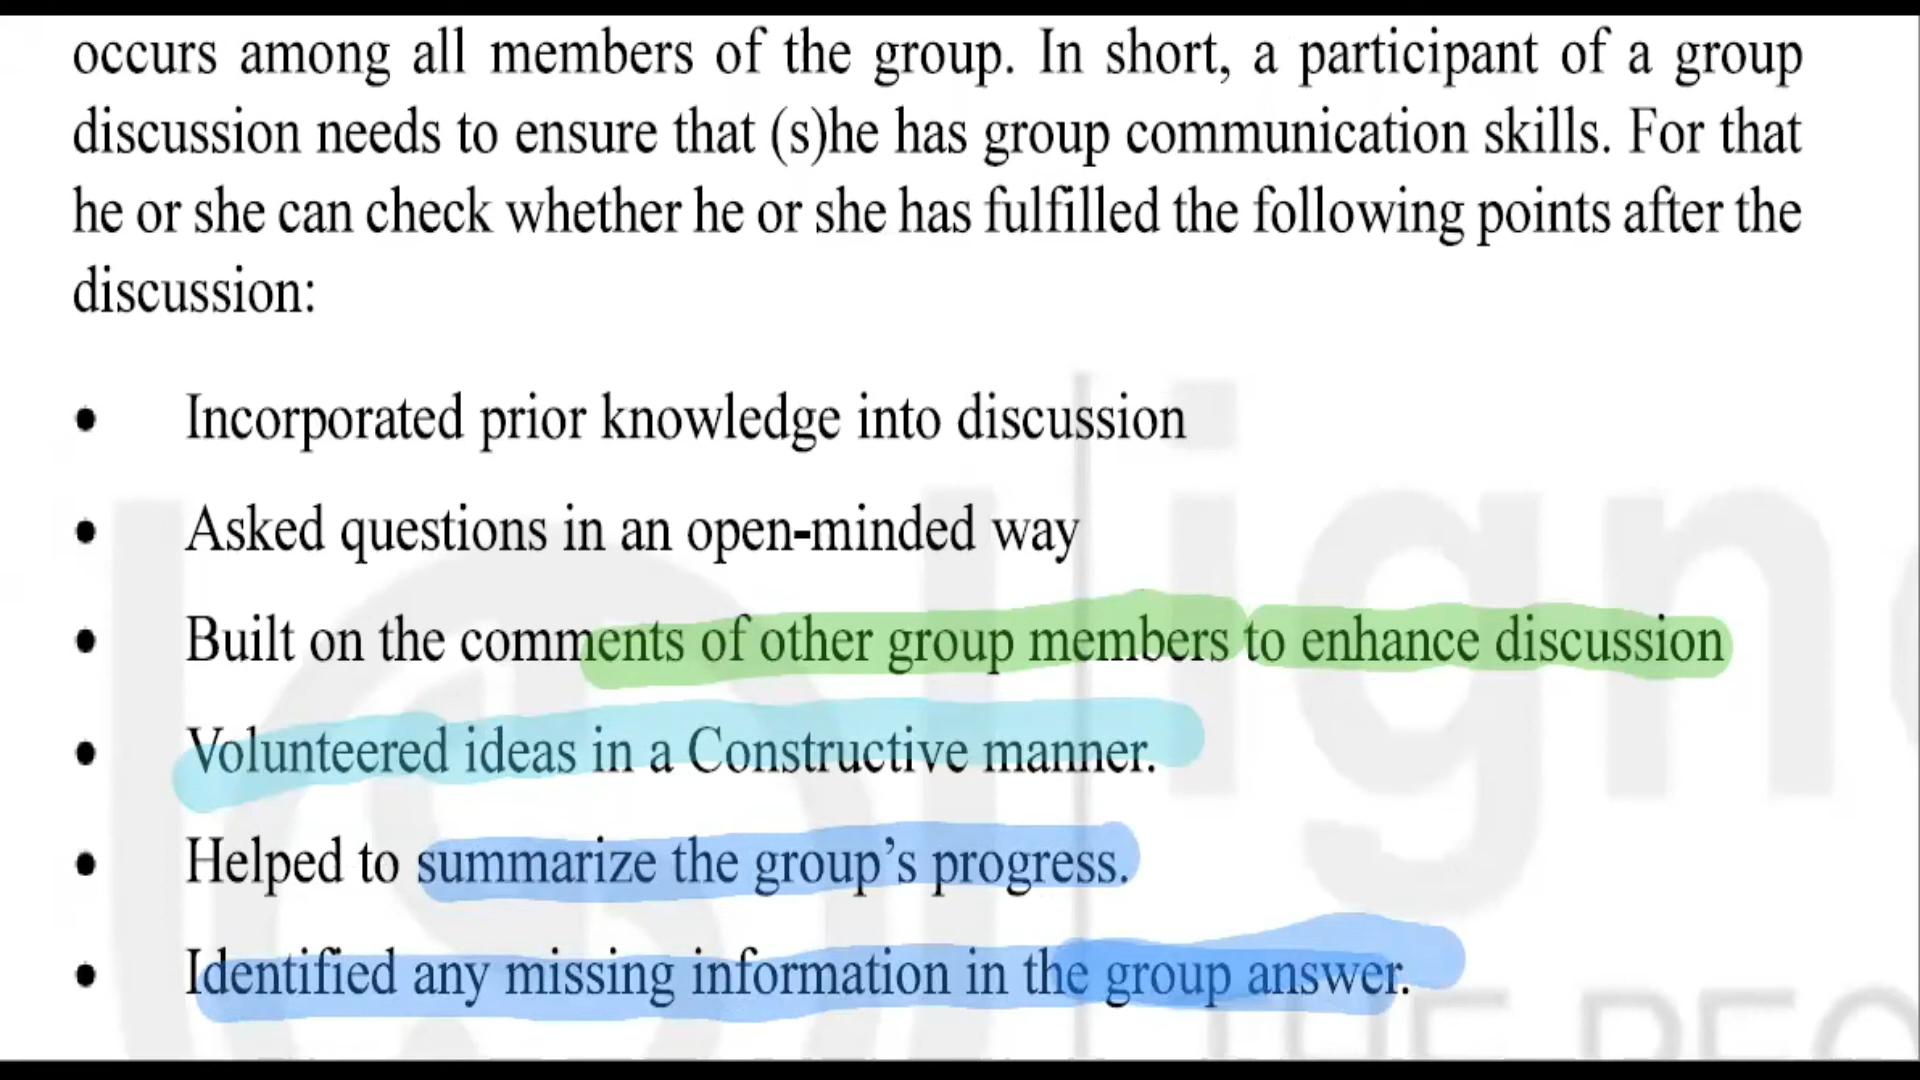 occurs among all members of the group. In short, a participant of a group
discussion needs to ensure that (s)he has group communication skills. For that
he or she can check whether he or she has fulfilled the following points after the
discussion:
• Incorporated prior knowledge into discussion
• Asked questions in an open-minded way
• Built on the comments of other group members to enhance discussion
• Volunteered ideas in a Constructive manner.
• Helped to summarize the group’s progress.
• Identified any missing information in the group answer.